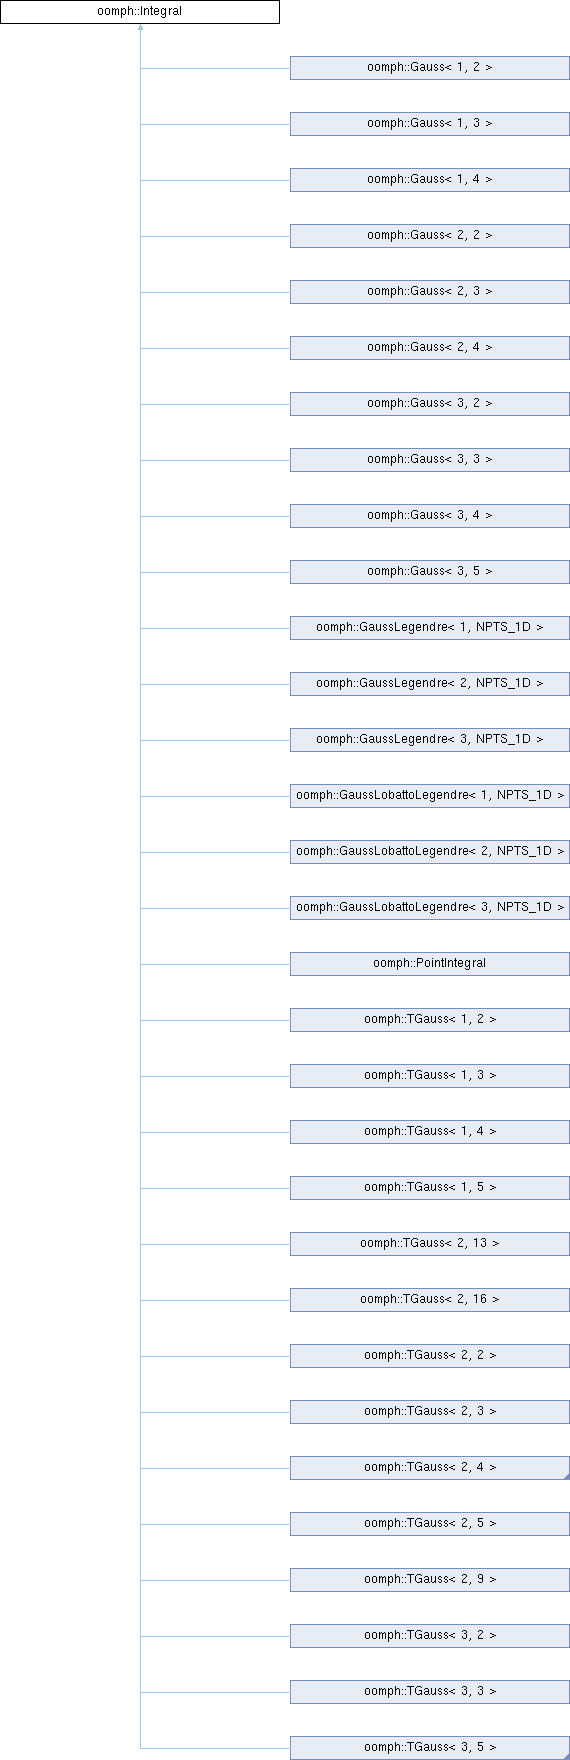 oomph::Integral
oomph::Gauss< 1, 2 >
oomph::Gauss< 1, 3 >
oomph::Gauss< 1, 4 >
oomph::Gauss< 2, 2 >
oomph::Gauss< 2, 3 >
oomph::Gauss< 2, 4 >
oomph::Gauss< 3, 2 >
oomph::Gauss< 3, 3 >
oomph::Gauss< 3, 4 >
oomph::Gauss< 3, 5 >
oomph::GaussLegendre< 1, NPTS_1D >
oomph::GaussLegendre< 2, NPTS_1D >
oomph::GaussLegendre< 3, NPTS_1D >
oomph::GaussLobattoLegendre< 1, NPTS_1D >
oomph::GaussLobattoLegendre< 2, NPTS_1D >
oomph::GaussLobattoLegendre< 3, NPTS_1D >
oomph::PointIntegral
oomph::TGauss< 1, 2 >
oomph::TGauss< 1, 3 >
oomph::TGauss< 1, 4 >
oomph::TGauss< 1, 5 >
oomph::TGauss< 2, 13 >
oomph::TGauss< 2, 16 >
oomph::TGauss< 2, 2 >
oomph::TGauss< 2, 3 >
oomph::TGauss< 2, 4 >
oomph::TGauss< 2, 5 >
oomph::TGauss< 2, 9 >
oomph::TGauss< 3, 2 >
oomph::TGauss< 3, 3 >
oomph::TGauss< 3, 5 >